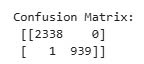 Confusion Matrix:
[[2338    0]
[   1  939]]